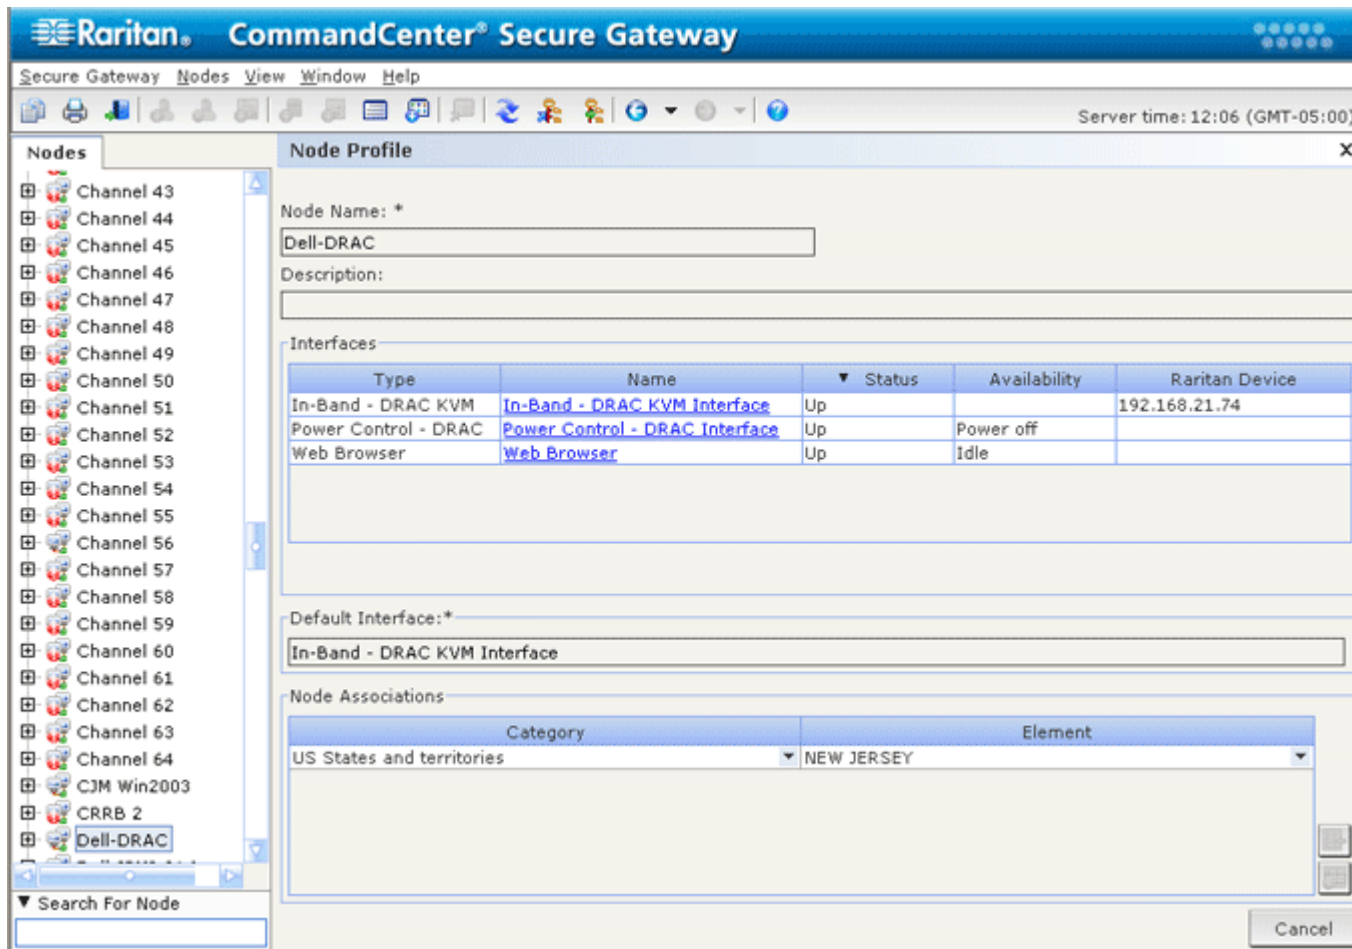 Raritan® CommandCenter® Secure Gateway
Secure Gateway Nodes View Window Help
Server time: 12:06 (GMT-05:00)
Nodes
Channel 43
Channel 44
Channel 45
Channel 46
Channel 47
Channel 48
Channel 49
Channel 50
Channel 51
Channel 52
Channel 53
Channel 54
Channel 55
Channel 56
Channel 57
Channel 58
Channel 59
Channel 60
Channel 61
Channel 62
Channel 63
Channel 64
CJM Win2003
CRRB 2
Dell-DRAC
Search For Node
Node Profile
Node Name: *
Dell-DRAC
Description:
Interfaces
Type Name Status Availability Raritan Device
In-Band - DRAC KVM In-Band - DRAC KVM Interface Up 192.168.21.74
Power Control - DRAC Power Control - DRAC Interface Up Power off
Web Browser Web Browser Up Idle
Default Interface:*
In-Band - DRAC KVM Interface
Node Associations
Category Element
US States and territories NEW JERSEY
Cancel